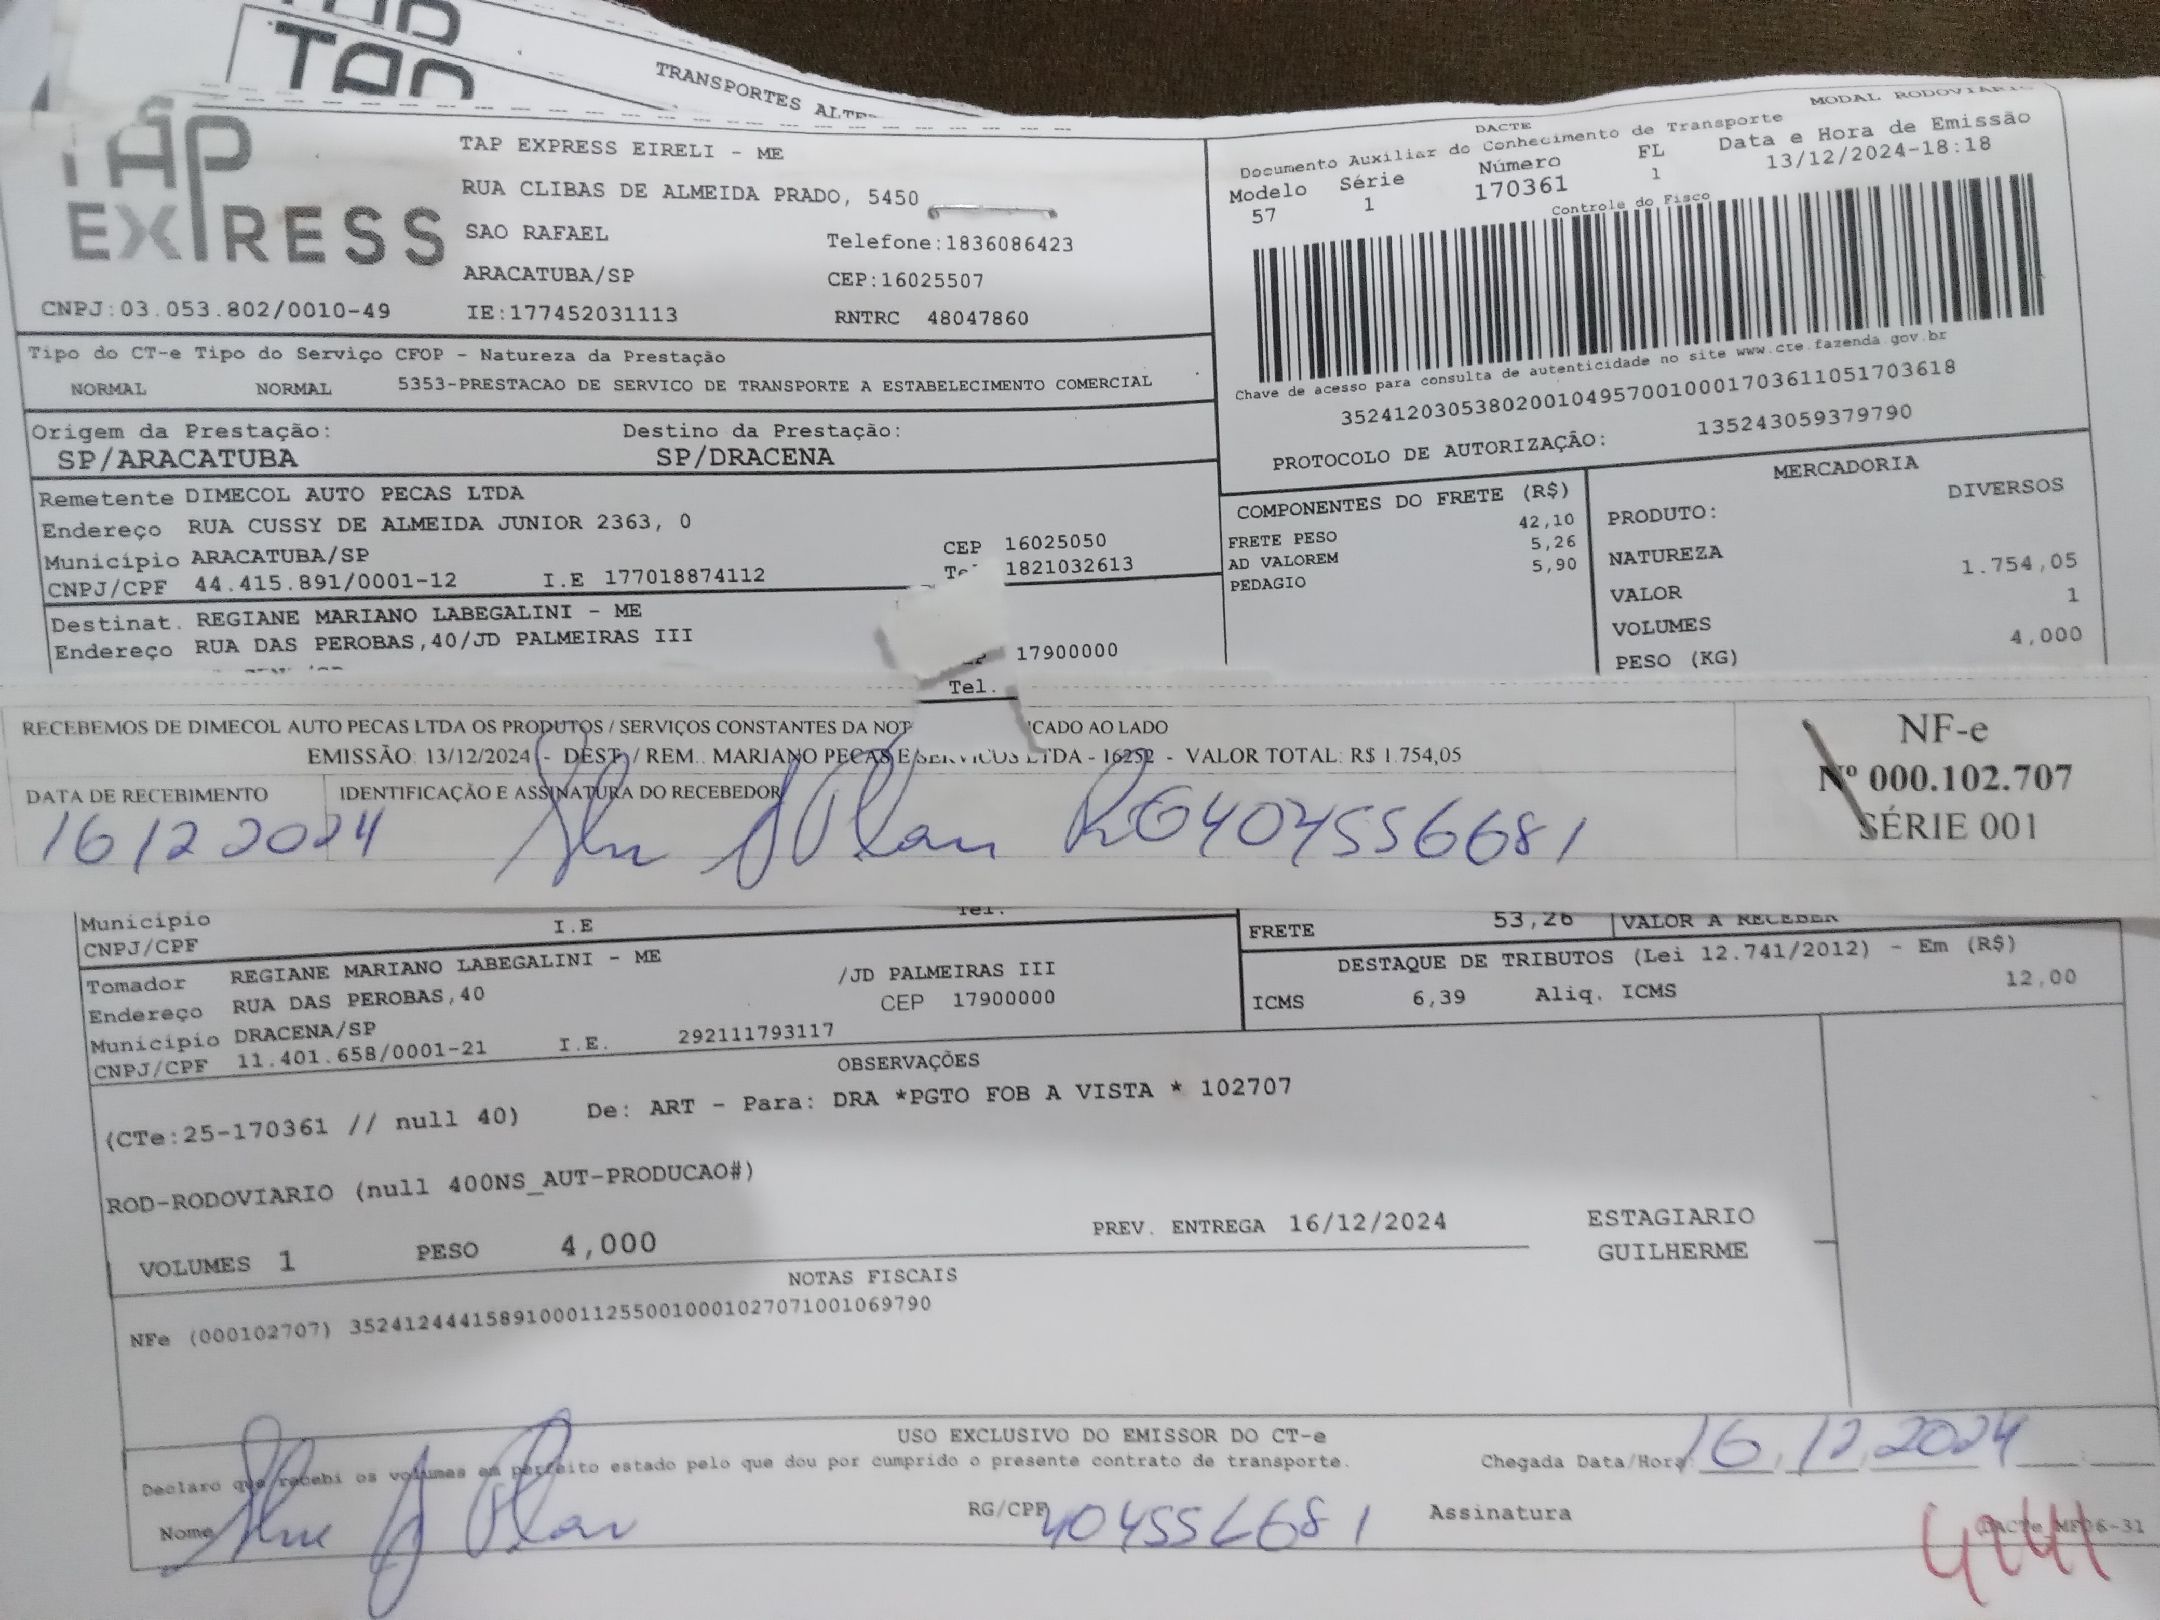 TAP
TRANSPORTES
TAP EXPRESS
TAP EXPRESS EIRELI - ME
RUA CLIBAS DE ALMEIDA PRADO, 5450
SAO RAFAEL
Telefone:1836086423
ARACATUBA/SP
CEP:16025507
CNPJ:03.053.802/0010-49
IE:177452031113
RNTRC 48047860
MODAL RODOVIARIO
DACTE
Documento Auxiliar do Conhecimento de Transporte
Modelo Série Número FL Data e Hora de Emissão
57 1 170361 1 13/12/2024-18:18
Controle do Fisco
Chave de acesso para consulta de autenticidade no site www.cte.fazenda.gov.br
35241203053802001049570010001703611051703618
PROTOCOLO DE AUTORIZAÇÃO: 135243059379790
Tipo do CT-e Tipo do Serviço CFOP - Natureza da Prestação
NORMAL NORMAL 5353-PRESTACAO DE SERVICO DE TRANSPORTE A ESTABELECIMENTO COMERCIAL
Origem da Prestação: Destino da Prestação:
SP/ARACATUBA SP/DRACENA
Remetente DIMECOL AUTO PECAS LTDA
Endereço RUA CUSSY DE ALMEIDA JUNIOR 2363, 0
Município ARACATUBA/SP CEP 16025050
CNPJ/CPF 44.415.891/0001-12 I.E 177018874112 1821032613
Destinat. REGIANE MARIANO LABEGALINI - ME
Endereço RUA DAS PEROBAS,40/JD PALMEIRAS III
17900000
Tel.
COMPONENTES DO FRETE (R$)
FRETE PESO 42,10
AD VALOREM 5,26
PEDAGIO 5,90
MERCADORIA
PRODUTO: DIVERSOS
NATUREZA
VALOR 1.754,05
VOLUMES 1
PESO (KG) 4,000
RECEBEMOS DE DIMECOL AUTO PECAS LTDA OS PRODUTOS / SERVIÇOS CONSTANTES DA NOT ICADO AO LADO
EMISSÃO: 13/12/2024 - DEST. / REM.: MARIANO PECAS E SERVICOS LTDA - 16252 - VALOR TOTAL: R$ 1.754,05
DATA DE RECEBIMENTO IDENTIFICAÇÃO E ASSINATURA DO RECEBEDOR
16 12 2024 RG 404556681
NF-e
Nº 000.102.707
SÉRIE 001
Município Tel.
CNPJ/CPF I.E
FRETE 53,26 VALOR A RECEBER
Tomador REGIANE MARIANO LABEGALINI - ME
Endereço RUA DAS PEROBAS,40 /JD PALMEIRAS III
Município DRACENA/SP CEP 17900000
CNPJ/CPF 11.401.658/0001-21 I.E. 292111793117
DESTAQUE DE TRIBUTOS (Lei 12.741/2012) - Em (R$)
ICMS 6,39 Aliq. ICMS 12,00
OBSERVAÇÕES
(CTe:25-170361 // null 40) De: ART - Para: DRA *PGTO FOB A VISTA * 102707
ROD-RODOVIARIO (null 400NS_AUT-PRODUCAO#)
VOLUMES 1 PESO 4,000 PREV. ENTREGA 16/12/2024
ESTAGIARIO
GUILHERME
NOTAS FISCAIS
NFe (000102707) 35241244415891000112550010001027071001069790
USO EXCLUSIVO DO EMISSOR DO CT-e
Declaro que recebi os volumes em perfeito estado pelo que dou por cumprido o presente contrato de transporte.
Chegada Data/Hora 16 12 2024
Nome RG/CPF 404556681 Assinatura